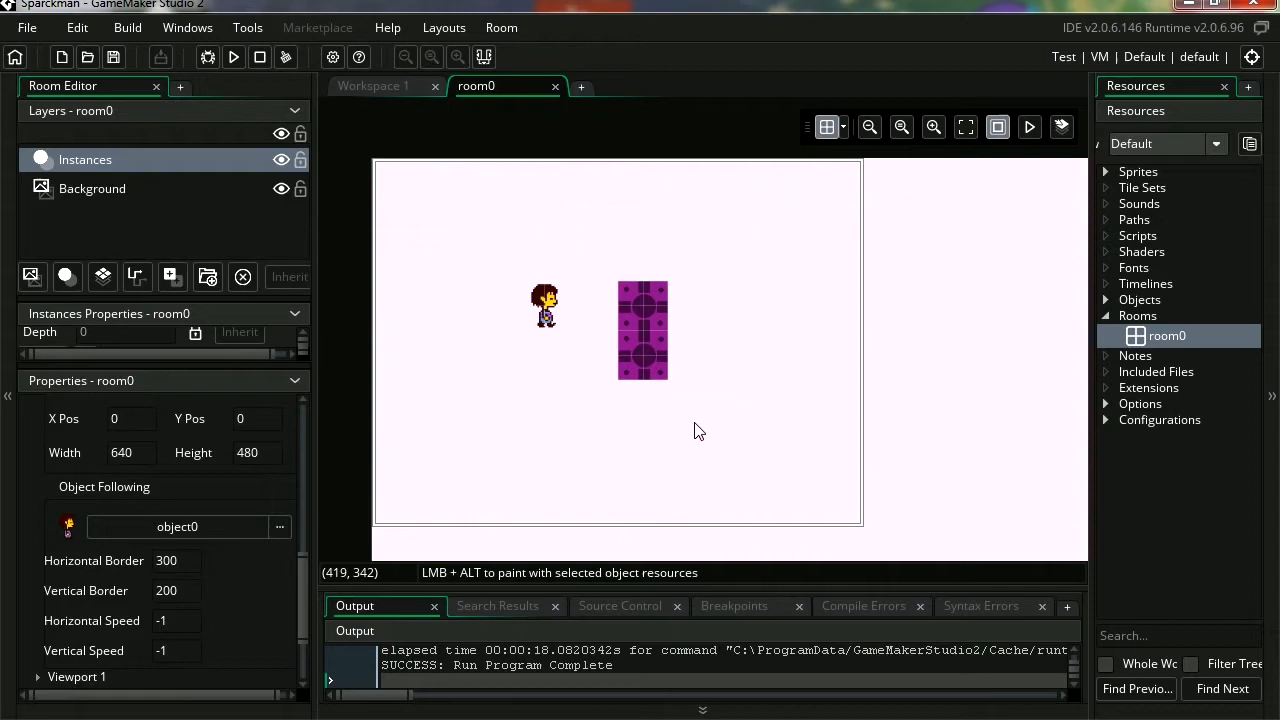 Sparckman - GameMaker Studio 2
File Edit Build Windows Tools Marketplace Help Layouts Room
IDE v2.0.6.146 Runtime v2.0.6.96
Test | VM | Default | default |
Room Editor
Workspace 1
room0
Resources
Layers - room0
Resources
Default
Instances
Background
Inherit
Instances Properties - room0
Depth 0 Inherit
Properties - room0
X Pos 0 Y Pos 0
Width 640 Height 480
Object Following
object0
Horizontal Border 300
Vertical Border 200
Horizontal Speed -1
Vertical Speed -1
Viewport 1
(419, 342) LMB + ALT to paint with selected object resources
Output Search Results Source Control Breakpoints Compile Errors Syntax Errors
Output
elapsed time 00:00:18.0820342s for command "C:\ProgramData/GameMakerStudio2/Cache/runt
SUCCESS: Run Program Complete
Sprites
Tile Sets
Sounds
Paths
Scripts
Shaders
Fonts
Timelines
Objects
Rooms
room0
Notes
Included Files
Extensions
Options
Configurations
Search...
Whole Wc Filter Tree
Find Previo... Find Next